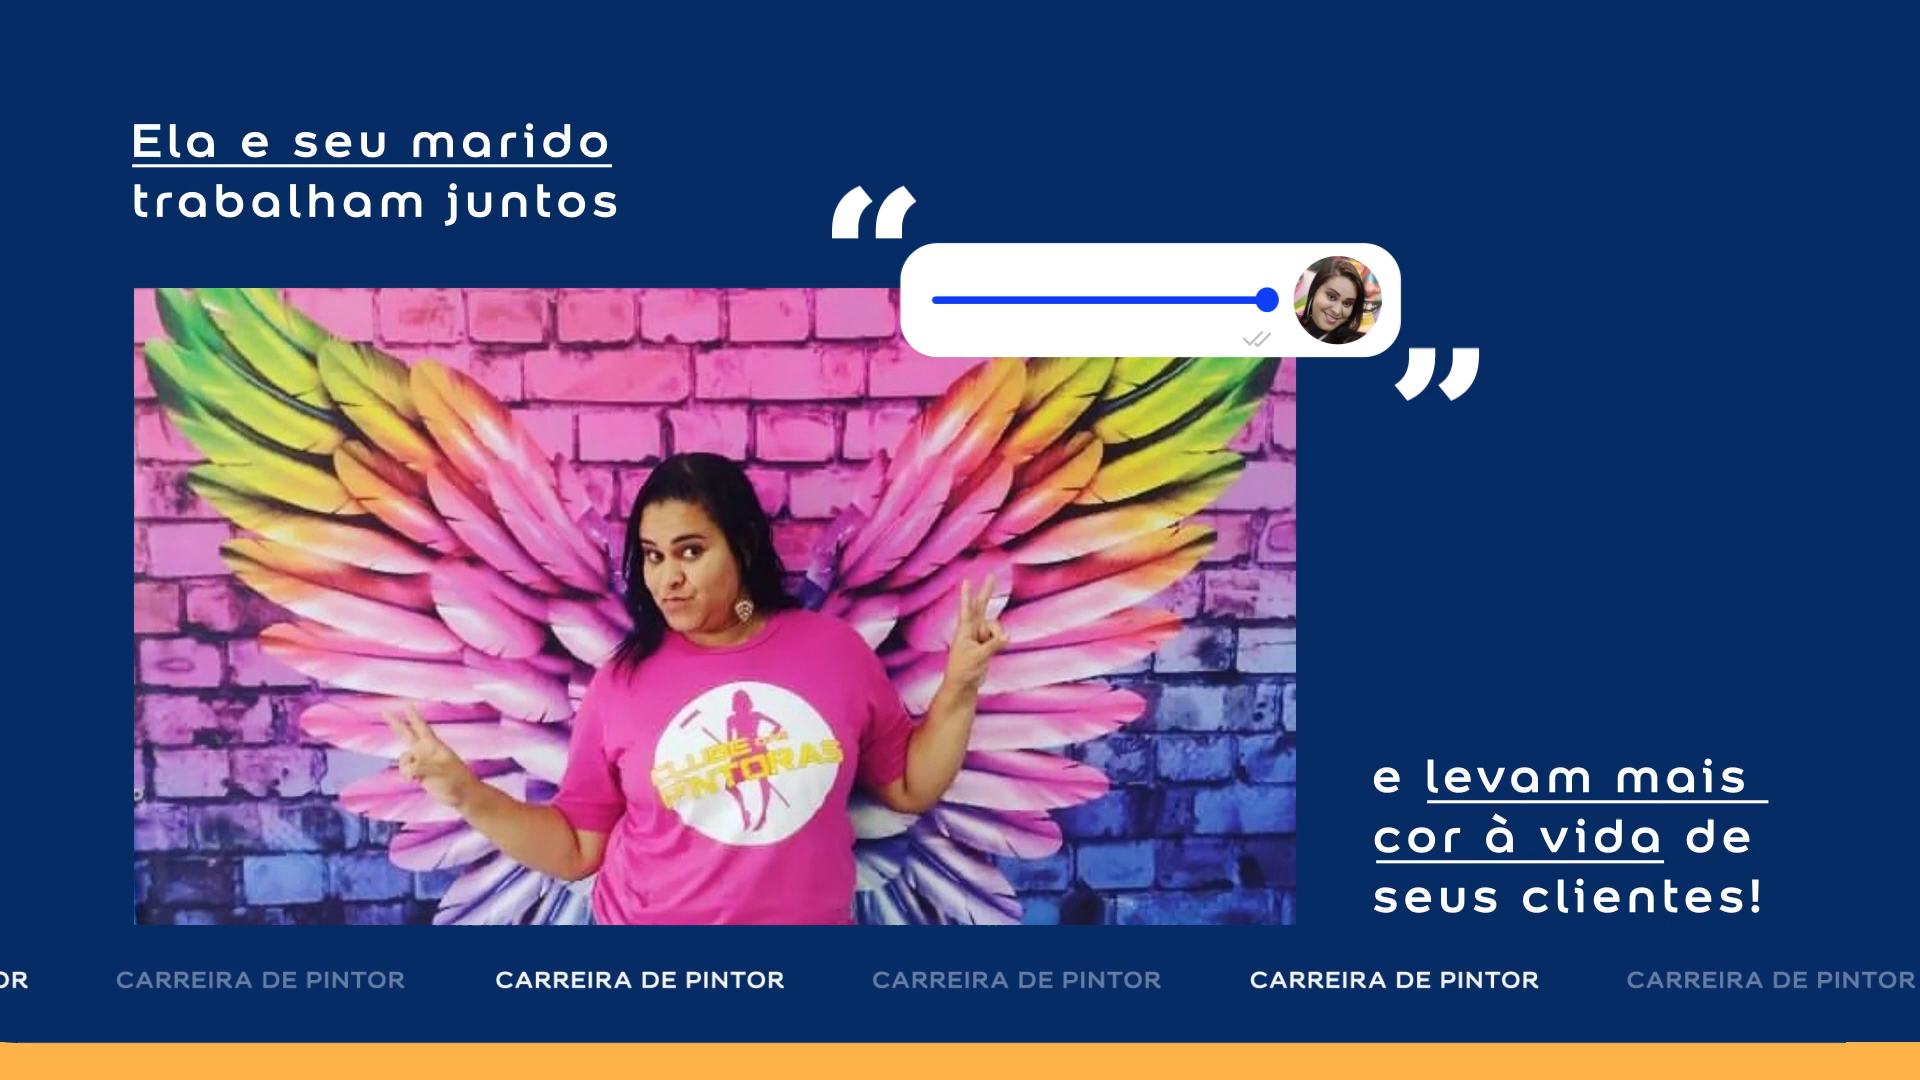 Ela e seu marido
trabalham juntos
“
”
CLUBE DAS
PINTORAS
e levam mais
cor à vida de
seus clientes!
OR CARREIRA DE PINTOR CARREIRA DE PINTOR CARREIRA DE PINTOR CARREIRA DE PINTOR CARREIRA DE PINTOR